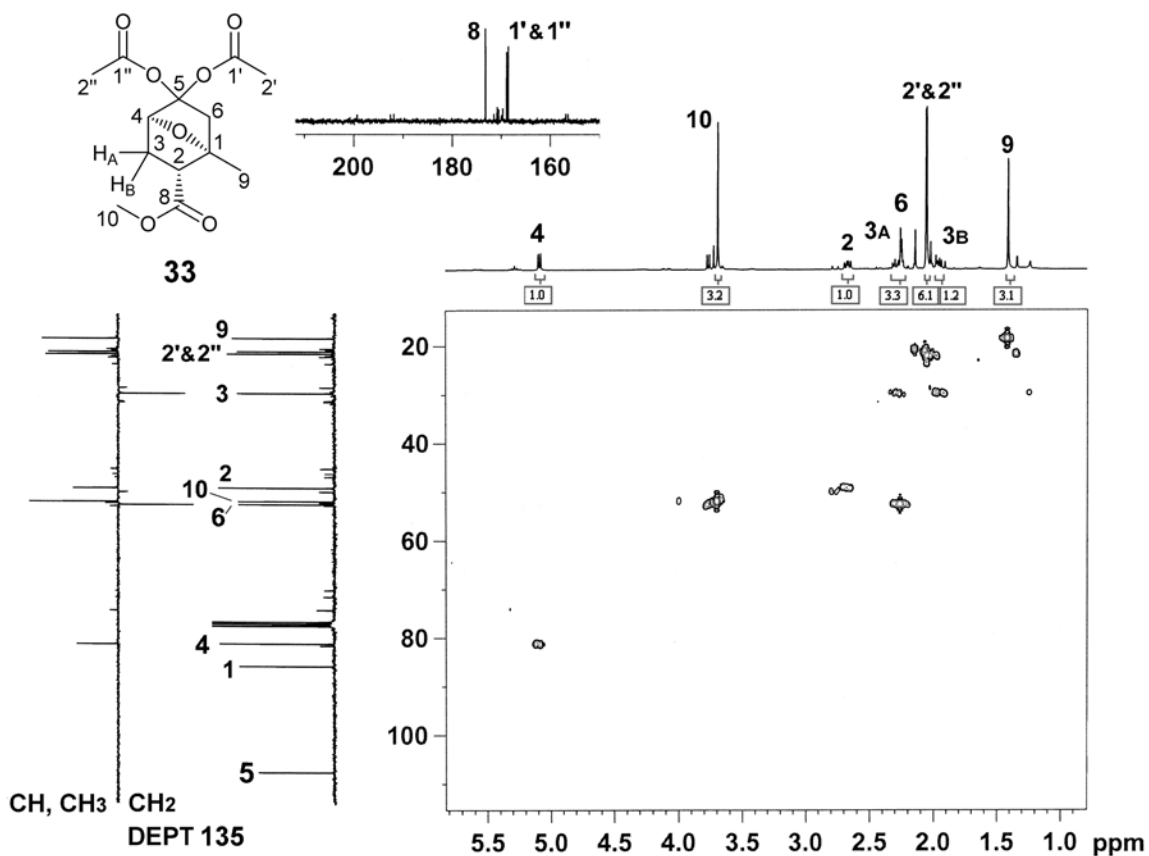 O O
8 1' & 1"
O O
1" 1'
2" 5 2'
4 6
O
3 1
H_A 2
H_B 9
8
10 O O
33
200 180 160
10
2'& 2"
9
4 2 3A 6 3B
1.0 3.2 1.0 3.3 6.1 1.2 3.1
9
2'& 2"
3
2
10
6
4
1
5
20
40
60
80
100
CH, CH3 CH2
DEPT 135
5.5 5.0 4.0 3.5 3.0 2.5 2.0 1.5 1.0 ppm